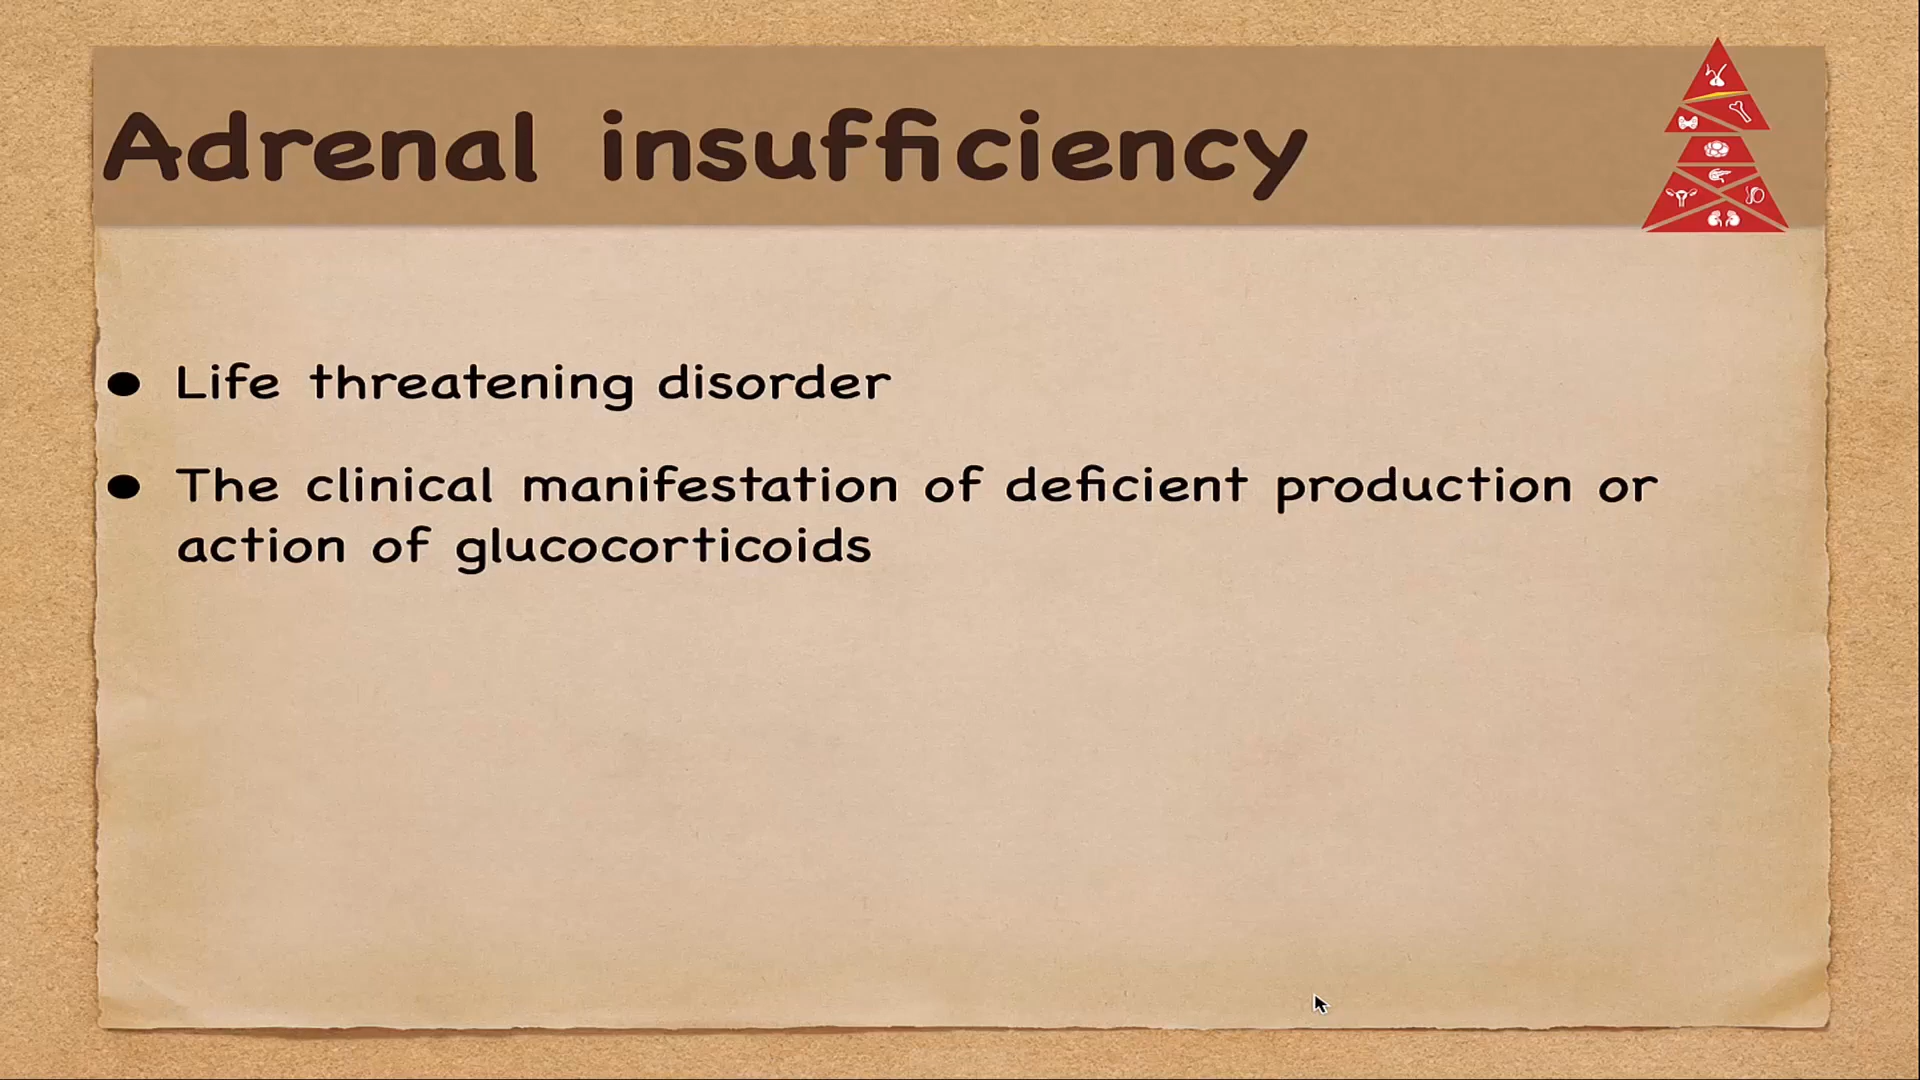 Adrenal insufficiency
● Life threatening disorder
● The clinical manifestation of deficient production or
action of glucocorticoids